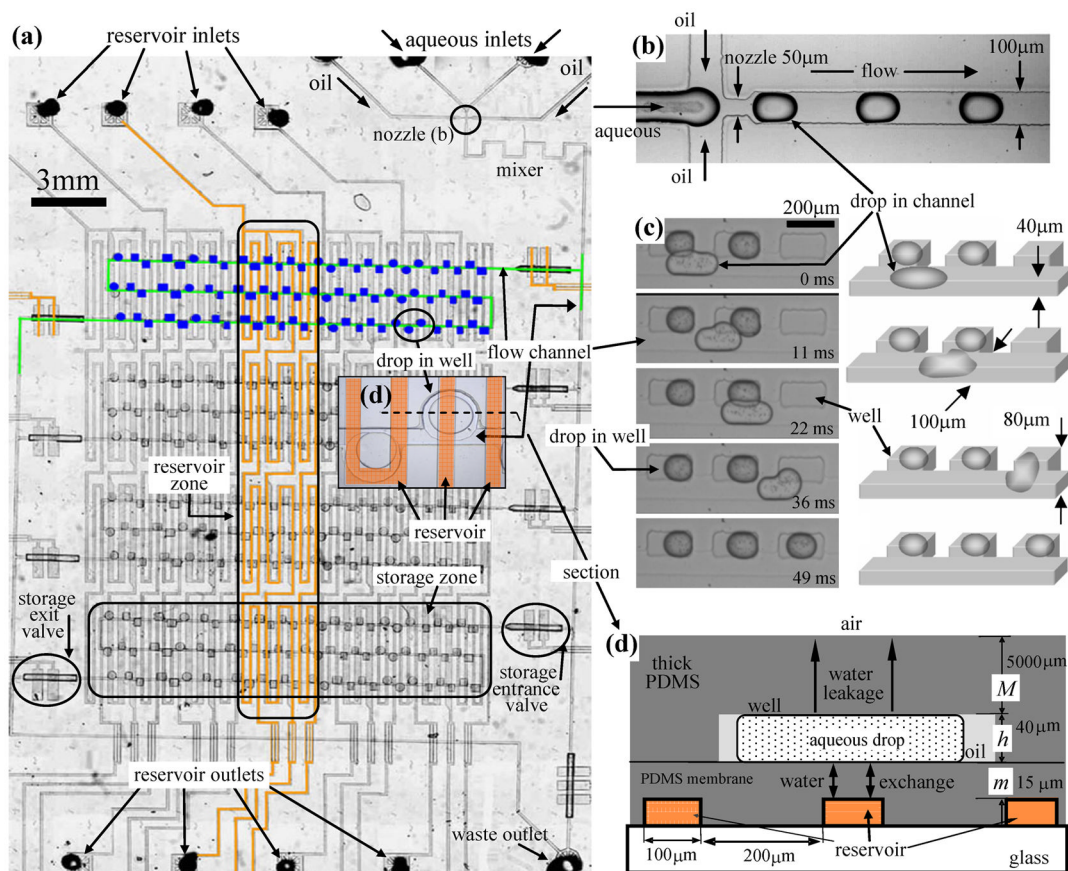 (a)
reservoir inlets
aqueous inlets
oil
oil
nozzle (b)
mixer
3mm
drop in well
flow channel
(d)
reservoir
zone
reservoir
storage zone
storage
exit
valve
storage
entrance
valve
reservoir outlets
waste outlet
section
(b)
oil
nozzle 50µm
flow
100µm
aqueous
oil
drop in channel
(c)
200µm
0 ms
11 ms
22 ms
36 ms
49 ms
drop in well
well
40µm
100µm
80µm
(d)
air
thick
PDMS
water
leakage
5000µm
M
well
40µm
h
aqueous drop
oil
PDMS membrane
water
exchange
m
15 µm
100µm
200µm
reservoir
glass